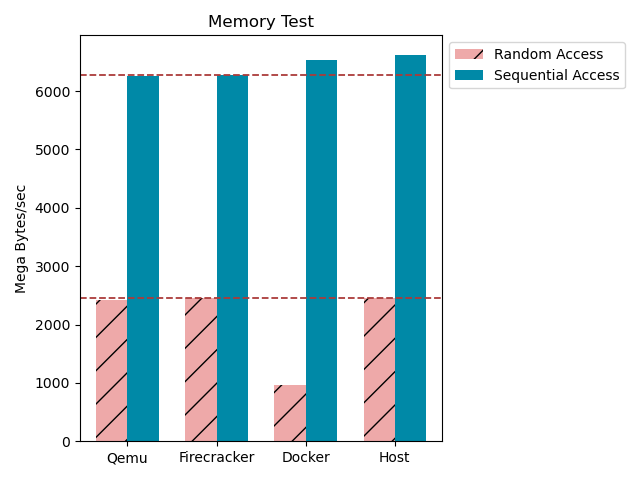 Memory Test
Random Access
Sequential Access
Mega Bytes/sec
6000
5000
4000
3000
2000
1000
0
Qemu Firecracker Docker Host